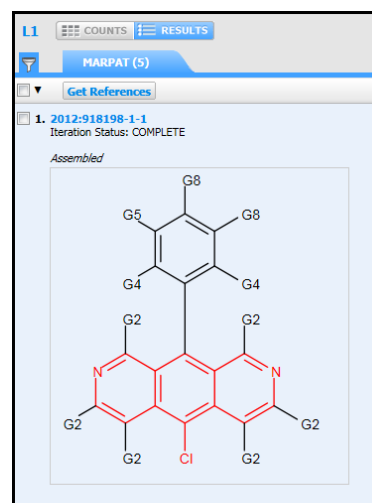 L1 COUNTS RESULTS
MARPAT (5)
Get References
1. 2012:918198-1-1
Iteration Status: COMPLETE
Assembled
G8
G5 G8
G4 G4
G2 G2
N N
G2 G2
G2 Cl G2